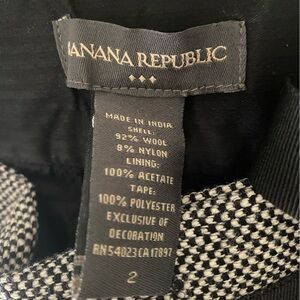 BANANA REPUBLIC
MADE IN INDIA
SHELL:
92% WOOL
8% NYLON
LINING:
100% ACETATE
TAPE:
100% POLYESTER
EXCLUSIVE OF
DECORATION
RN54023CA17897
2